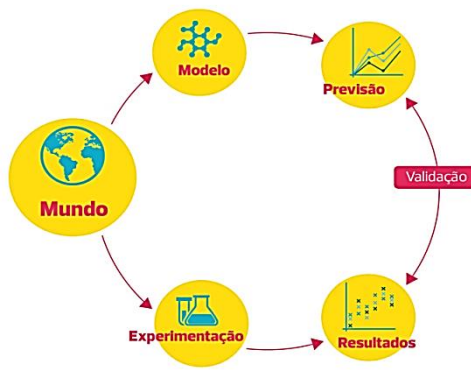 Modelo
Previsão
Mundo
Validação
Experimentação
Resultados